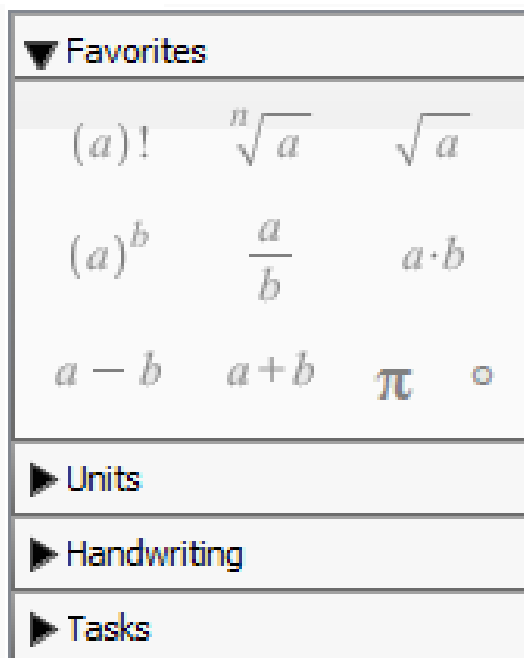 Favorites
(a)! ⁿ√a √a
(a)ᵇ a/b a·b
a − b a+b π °
Units
Handwriting
Tasks